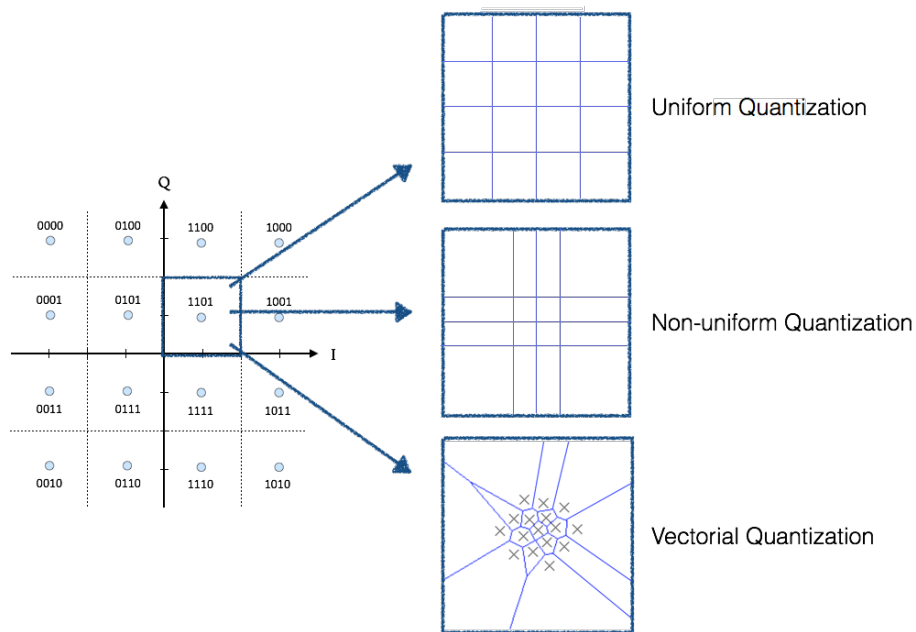 Uniform Quantization
Q
0000 0100 1100 1000
0001 0101 1101 1001
Non-uniform Quantization
I
0011 0111 1111 1011
0010 0110 1110 1010
Vectorial Quantization